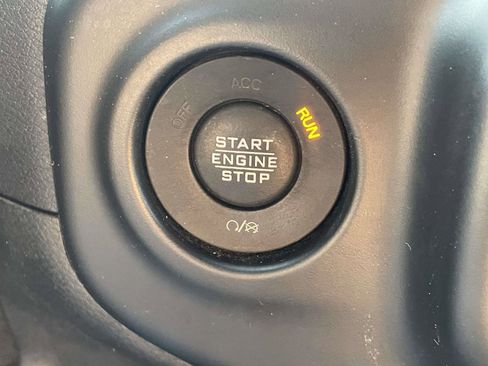 ACC
OFF
RUN
START
ENGINE
STOP